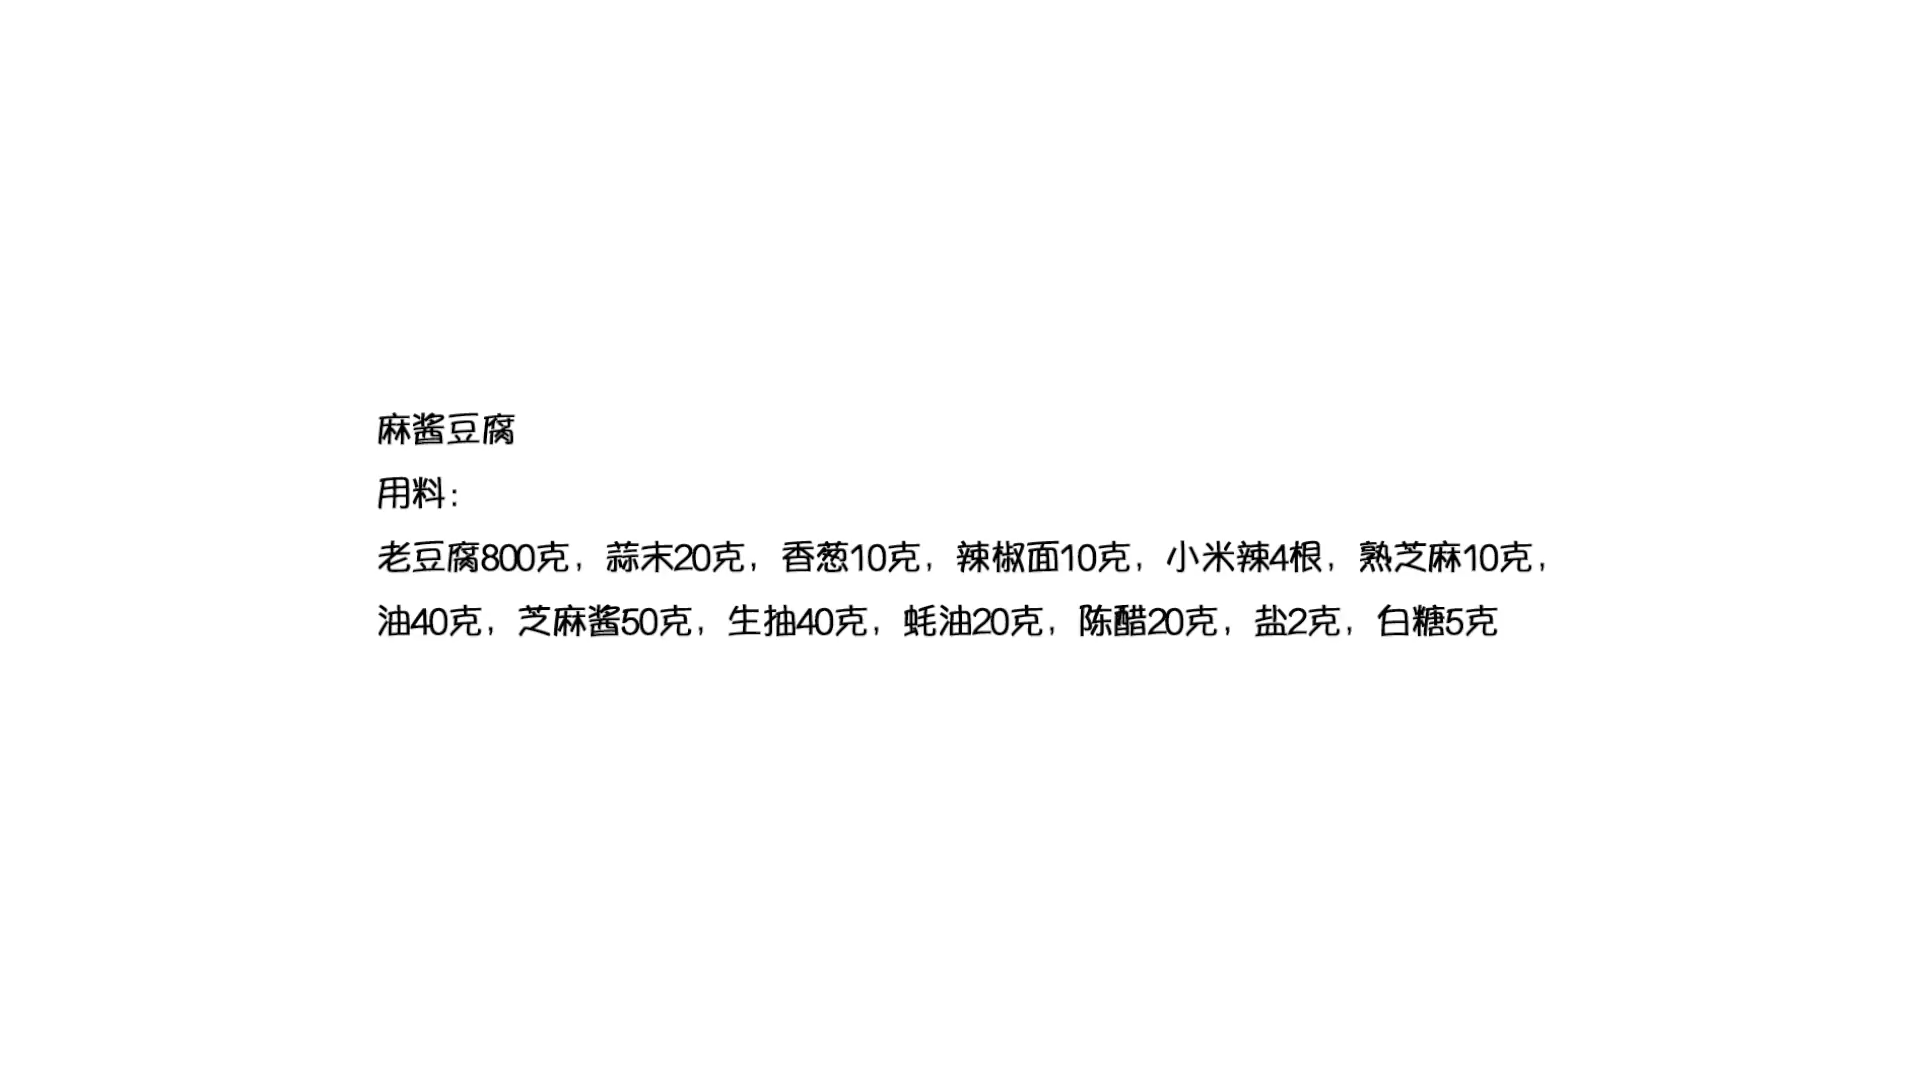 麻酱豆腐
用料：
老豆腐800克，蒜末20克，香葱10克，辣椒面10克，小米辣4根，熟芝麻10克，
油40克，芝麻酱50克，生抽40克，蚝油20克，陈醋20克，盐2克，白糖5克